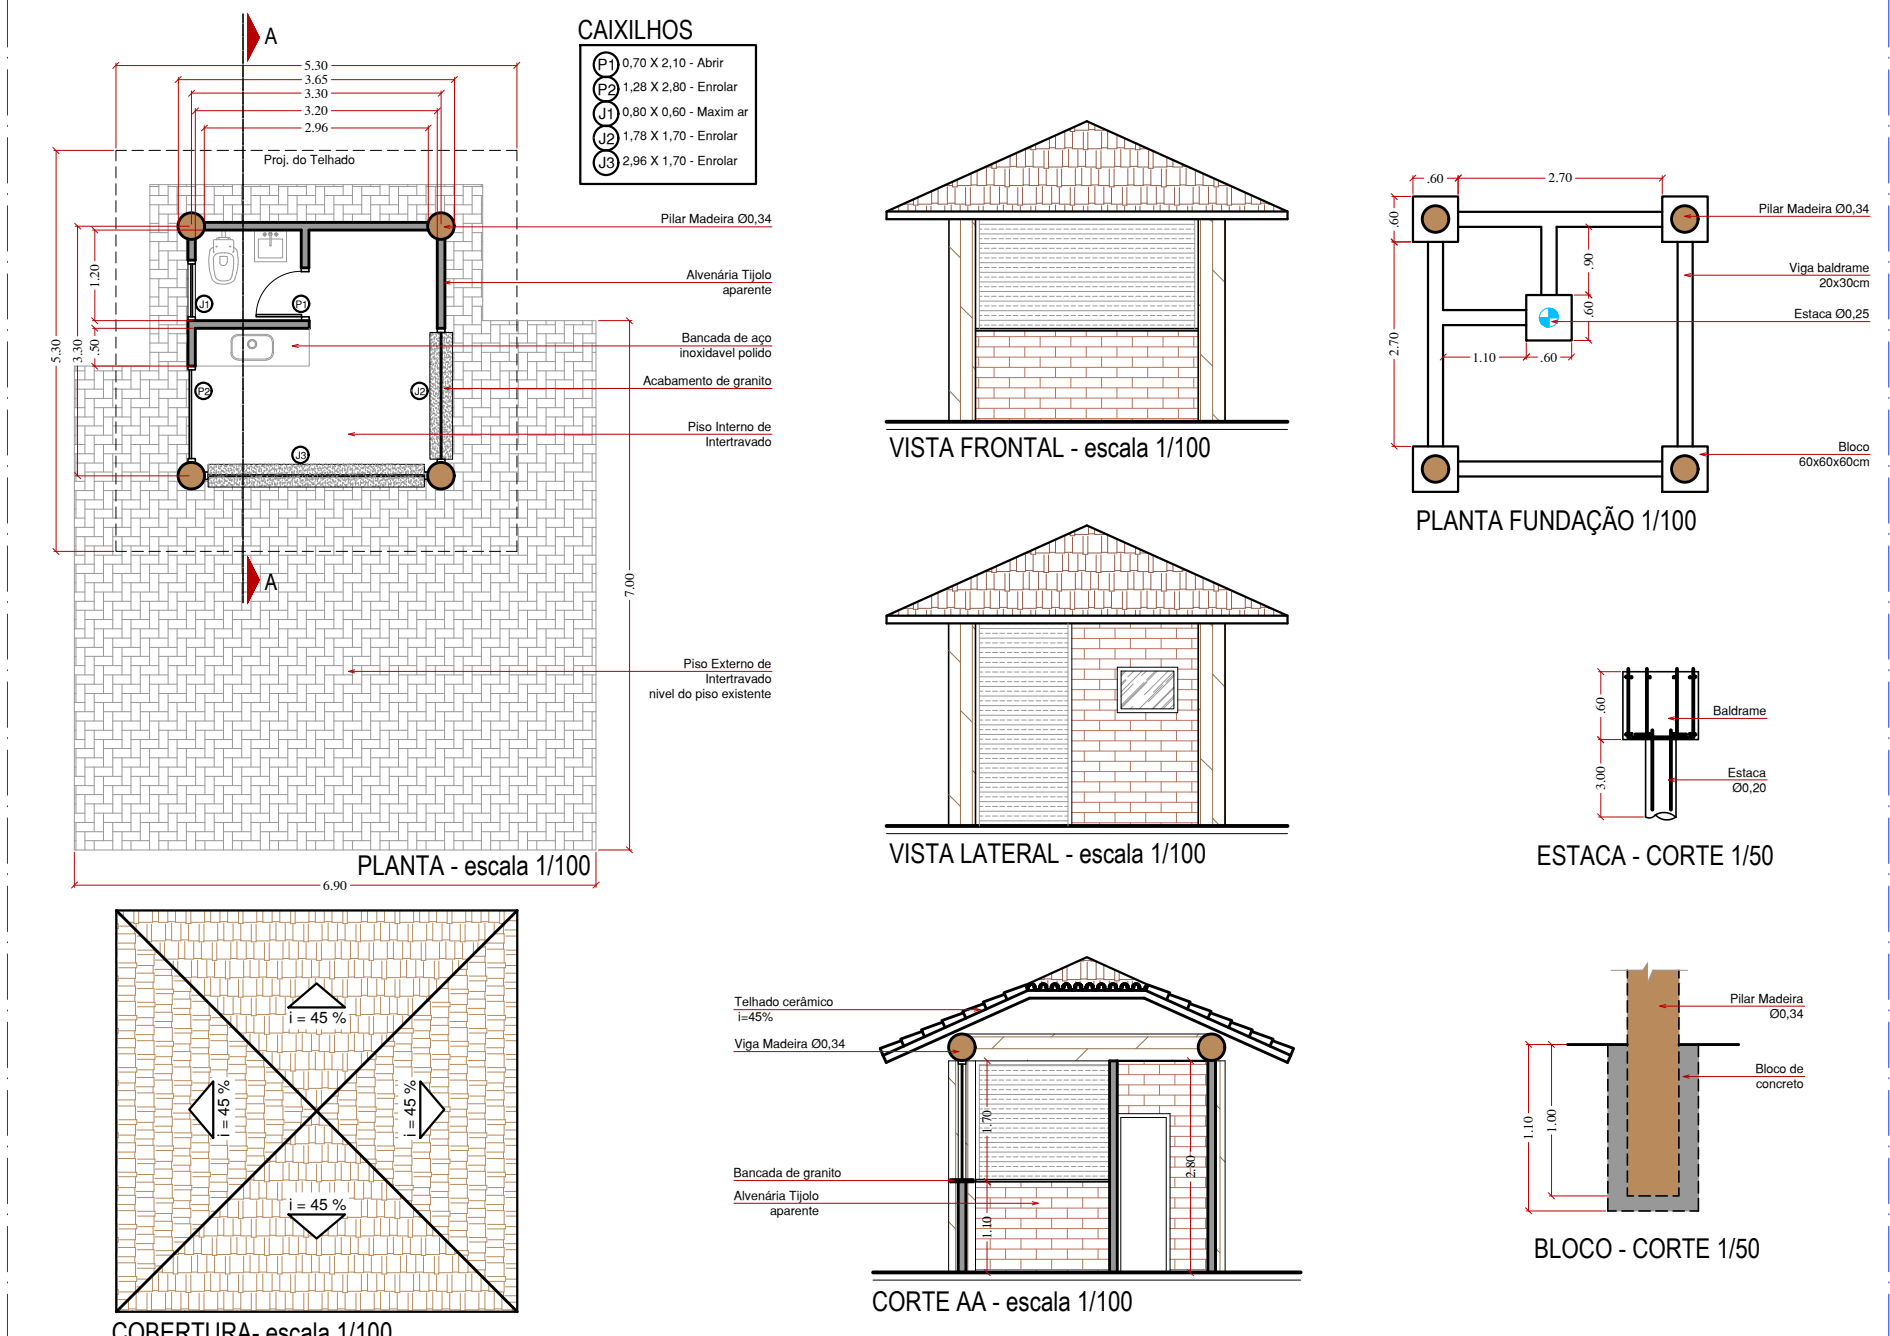 A
5.30
3.65
3.30
3.20
2.96
Proj. do Telhado
CAIXILHOS
P1 0,70 X 2,10 - Abrir
P2 1,28 X 2,80 - Enrolar
J1 0,80 X 0,60 - Maxim ar
J2 1,78 X 1,70 - Enrolar
J3 2,96 X 1,70 - Enrolar
5.30
3.30
1.20
.50
J1
P1
P2
J2
J3
Pilar Madeira Ø0,34
Alvenária Tijolo
aparente
Bancada de aço
inoxidavel polido
Acabamento de granito
Piso Interno de
Intertravado
A
7.00
Piso Externo de
Intertravado
nivel do piso existente
PLANTA - escala 1/100
6.90
VISTA FRONTAL - escala 1/100
VISTA LATERAL - escala 1/100
.60
2.70
.60
2.70
.90
.60
1.10
.60
Pilar Madeira Ø0,34
Viga baldrame
20x30cm
Estaca Ø0,25
Bloco
60x60x60cm
PLANTA FUNDAÇÃO 1/100
.60
3.00
Baldrame
Estaca
Ø0,20
ESTACA - CORTE 1/50
i = 45 %
i = 45 %
i = 45 %
i = 45 %
COBERTURA- escala 1/100
Telhado cerâmico
i=45%
Viga Madeira Ø0,34
Bancada de granito
Alvenária Tijolo
aparente
1.70
1.10
2.80
CORTE AA - escala 1/100
Pilar Madeira
Ø0,34
Bloco de
concreto
1.10
1.00
BLOCO - CORTE 1/50